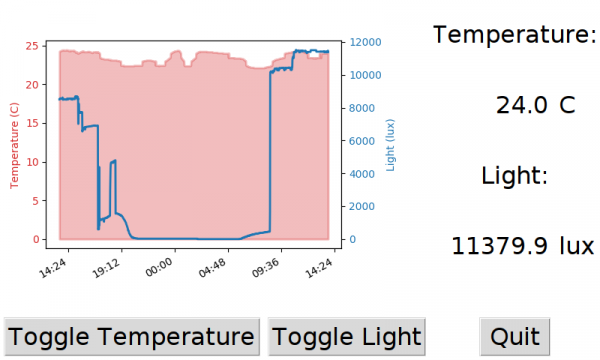 Temperature:
24.0 C
Light:
11379.9 lux
Temperature (C)
25
20
15
10
5
0
Light (lux)
12000
10000
8000
6000
4000
2000
0
14:24
19:12
00:00
04:48
09:36
14:24
Toggle Temperature
Toggle Light
Quit